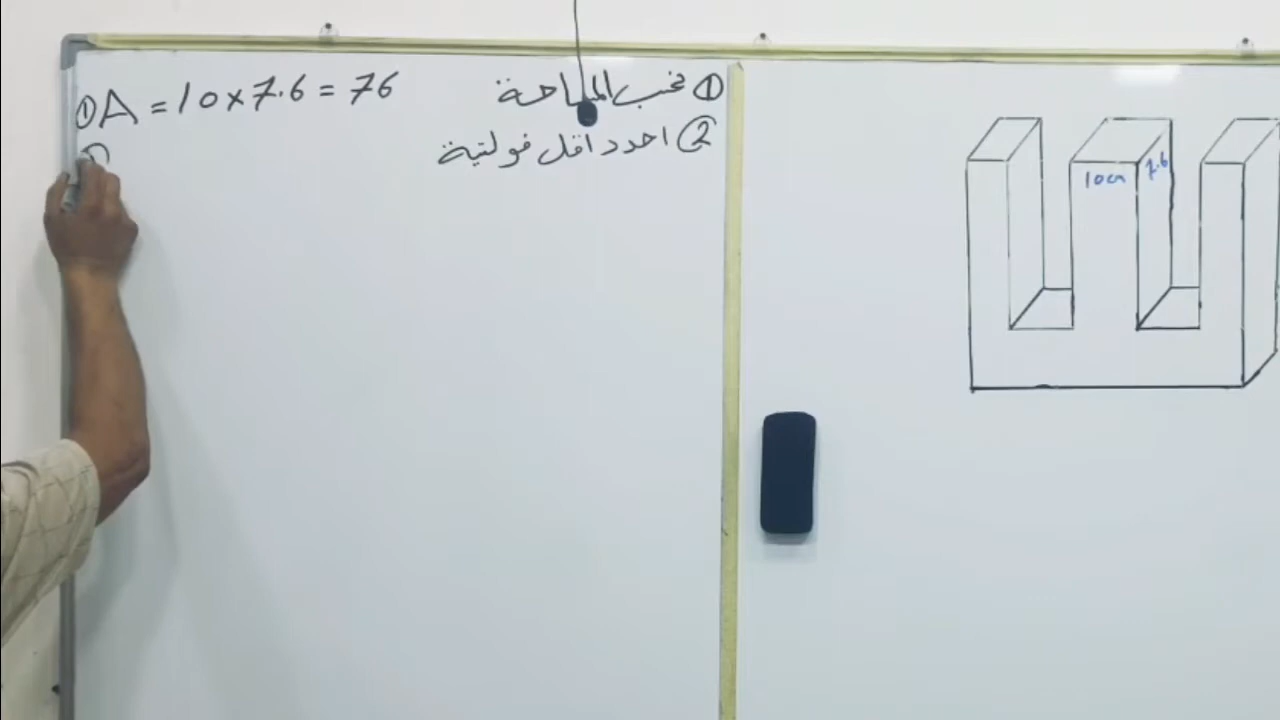 ① A = 10 x 7.6 = 76
① نحسب المساحة
② احدد اقل فولتية
10cm
7.6